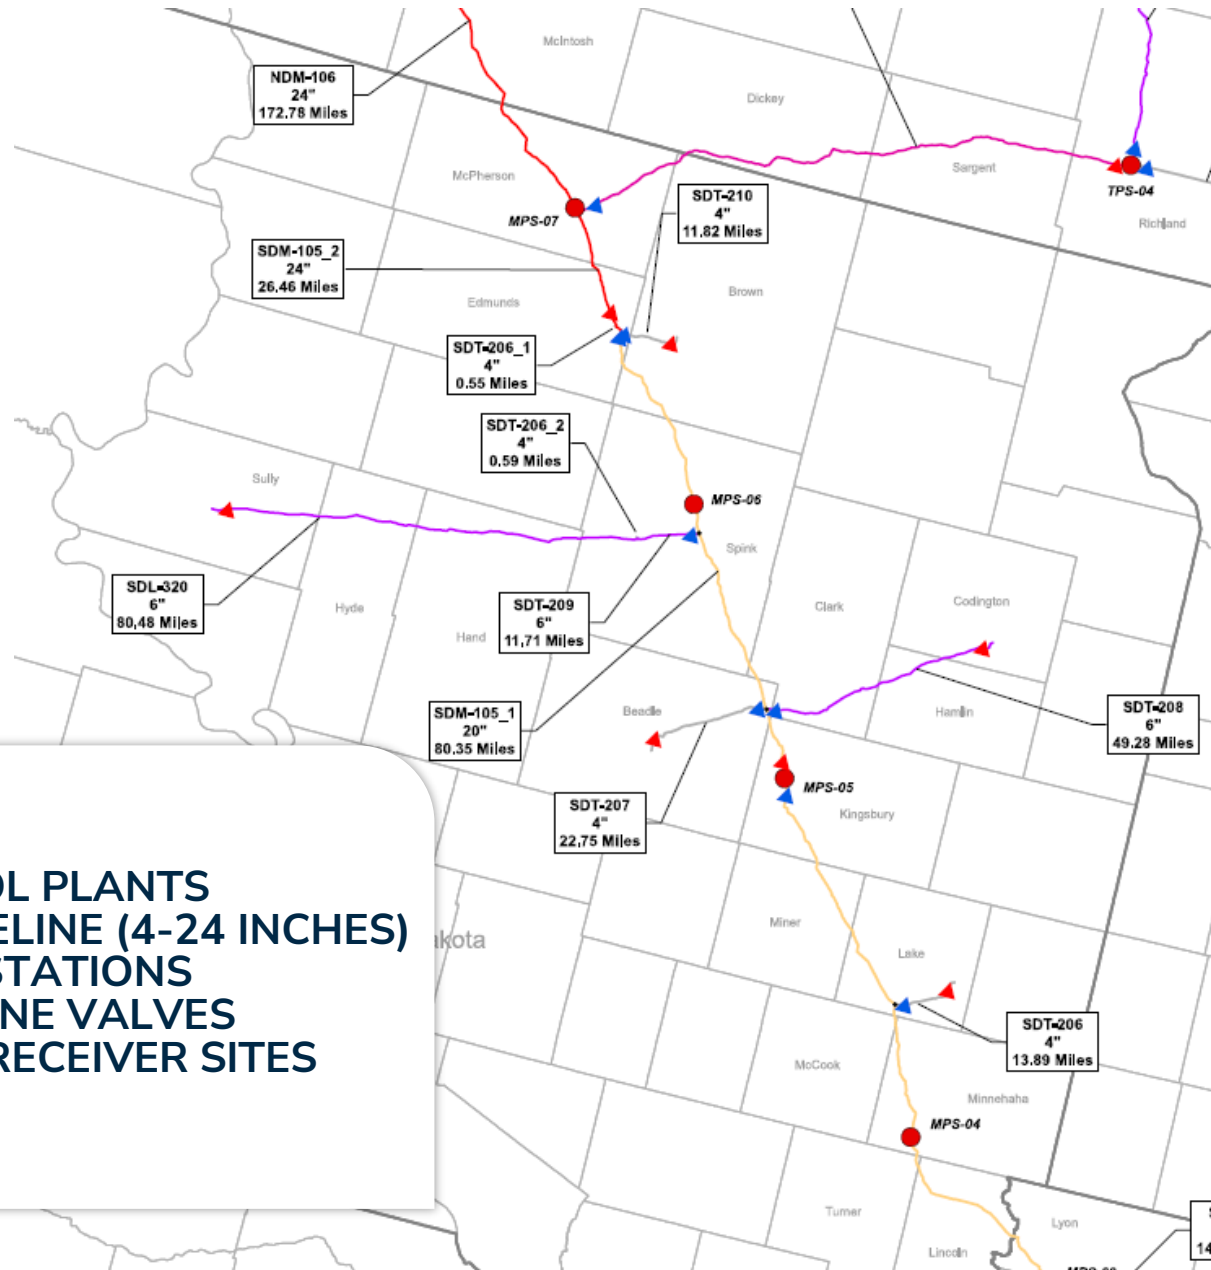 McIntosh
NDM-106
24"
172.78 Miles
Dickey
McPherson
Sargent
TPS-04
SDT-210
4"
11.82 Miles
MPS-07
Richland
SDM-105_2
24"
26.46 Miles
Edmunds
Brown
SDT-206_1
4"
0.55 Miles
SDT-206_2
4"
0.59 Miles
Sully
MPS-06
Spink
SDL-320
6"
80.48 Miles
Hyde
SDT-209
6"
11.71 Miles
Hand
Clark
Codington
SDM-105_1
20"
80.35 Miles
Beadle
Hamlin
SDT-208
6"
49.28 Miles
MPS-05
SDT-207
4"
22.75 Miles
Kingsbury
OL PLANTS
ELINE (4-24 INCHES)
STATIONS
NE VALVES
RECEIVER SITES
akota
Miner
Lake
SDT-206
4"
13.89 Miles
McCook
Minnehaha
MPS-04
Turner
Lyon
Lincoln
14